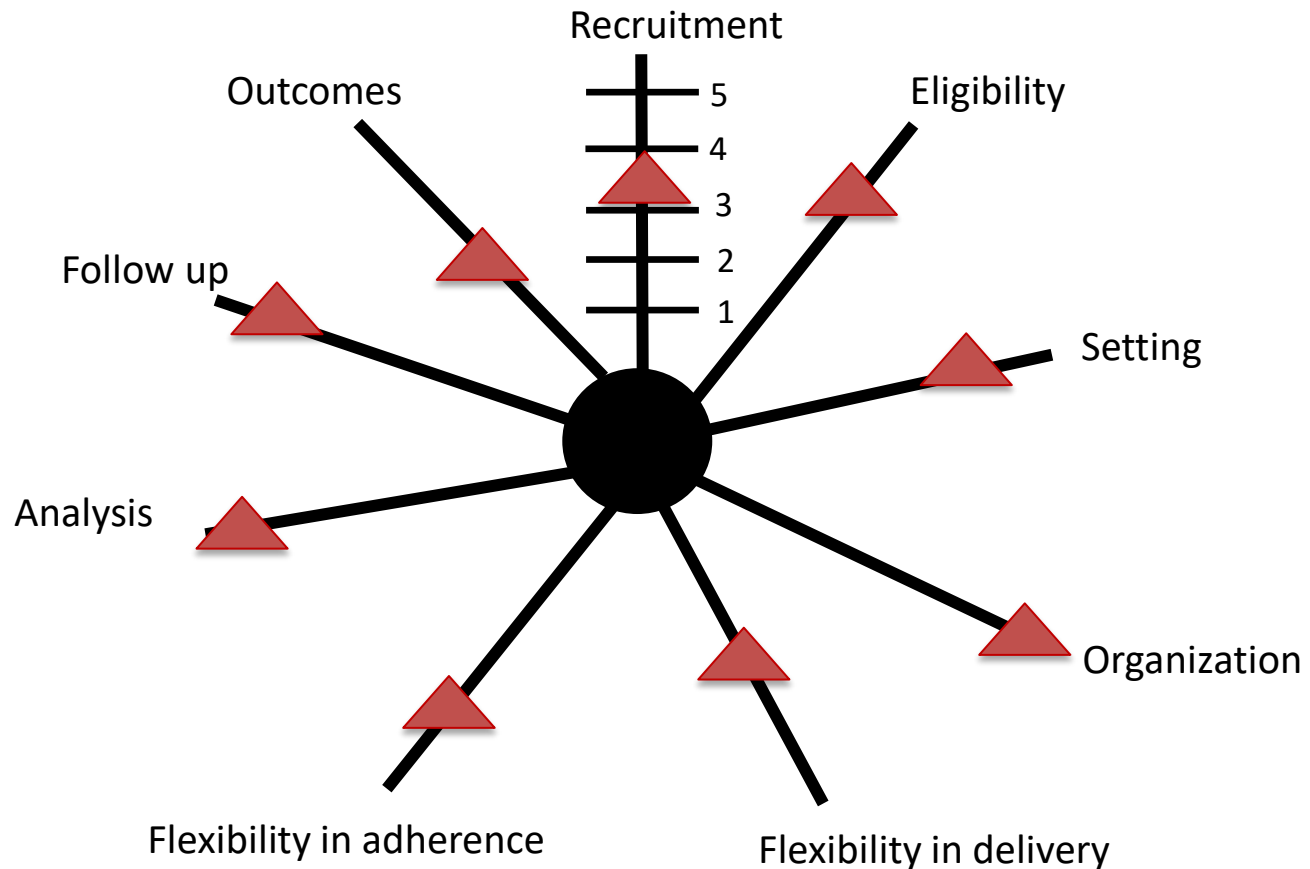 Recruitment
Outcomes
5
Eligibility
4
3
Follow up
2
1
Setting
Analysis
Organization
Flexibility in adherence
Flexibility in delivery